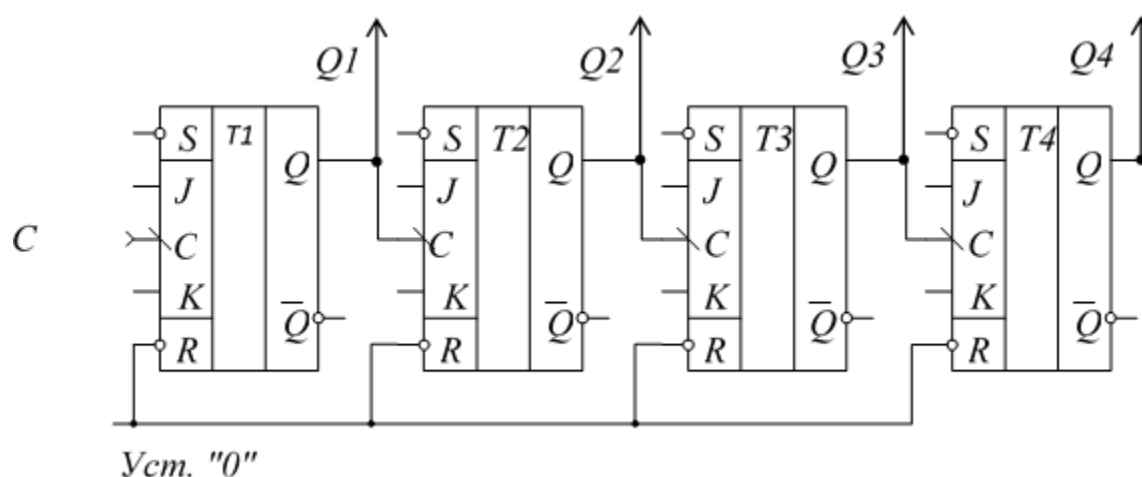 Q1 Q2 Q3 Q4
S T1 S T2 S T3 S T4
Q Q Q Q
J J J J
C C C C C
K K K K
Q̅ Q̅ Q̅ Q̅
R R R R
Уст. "0"